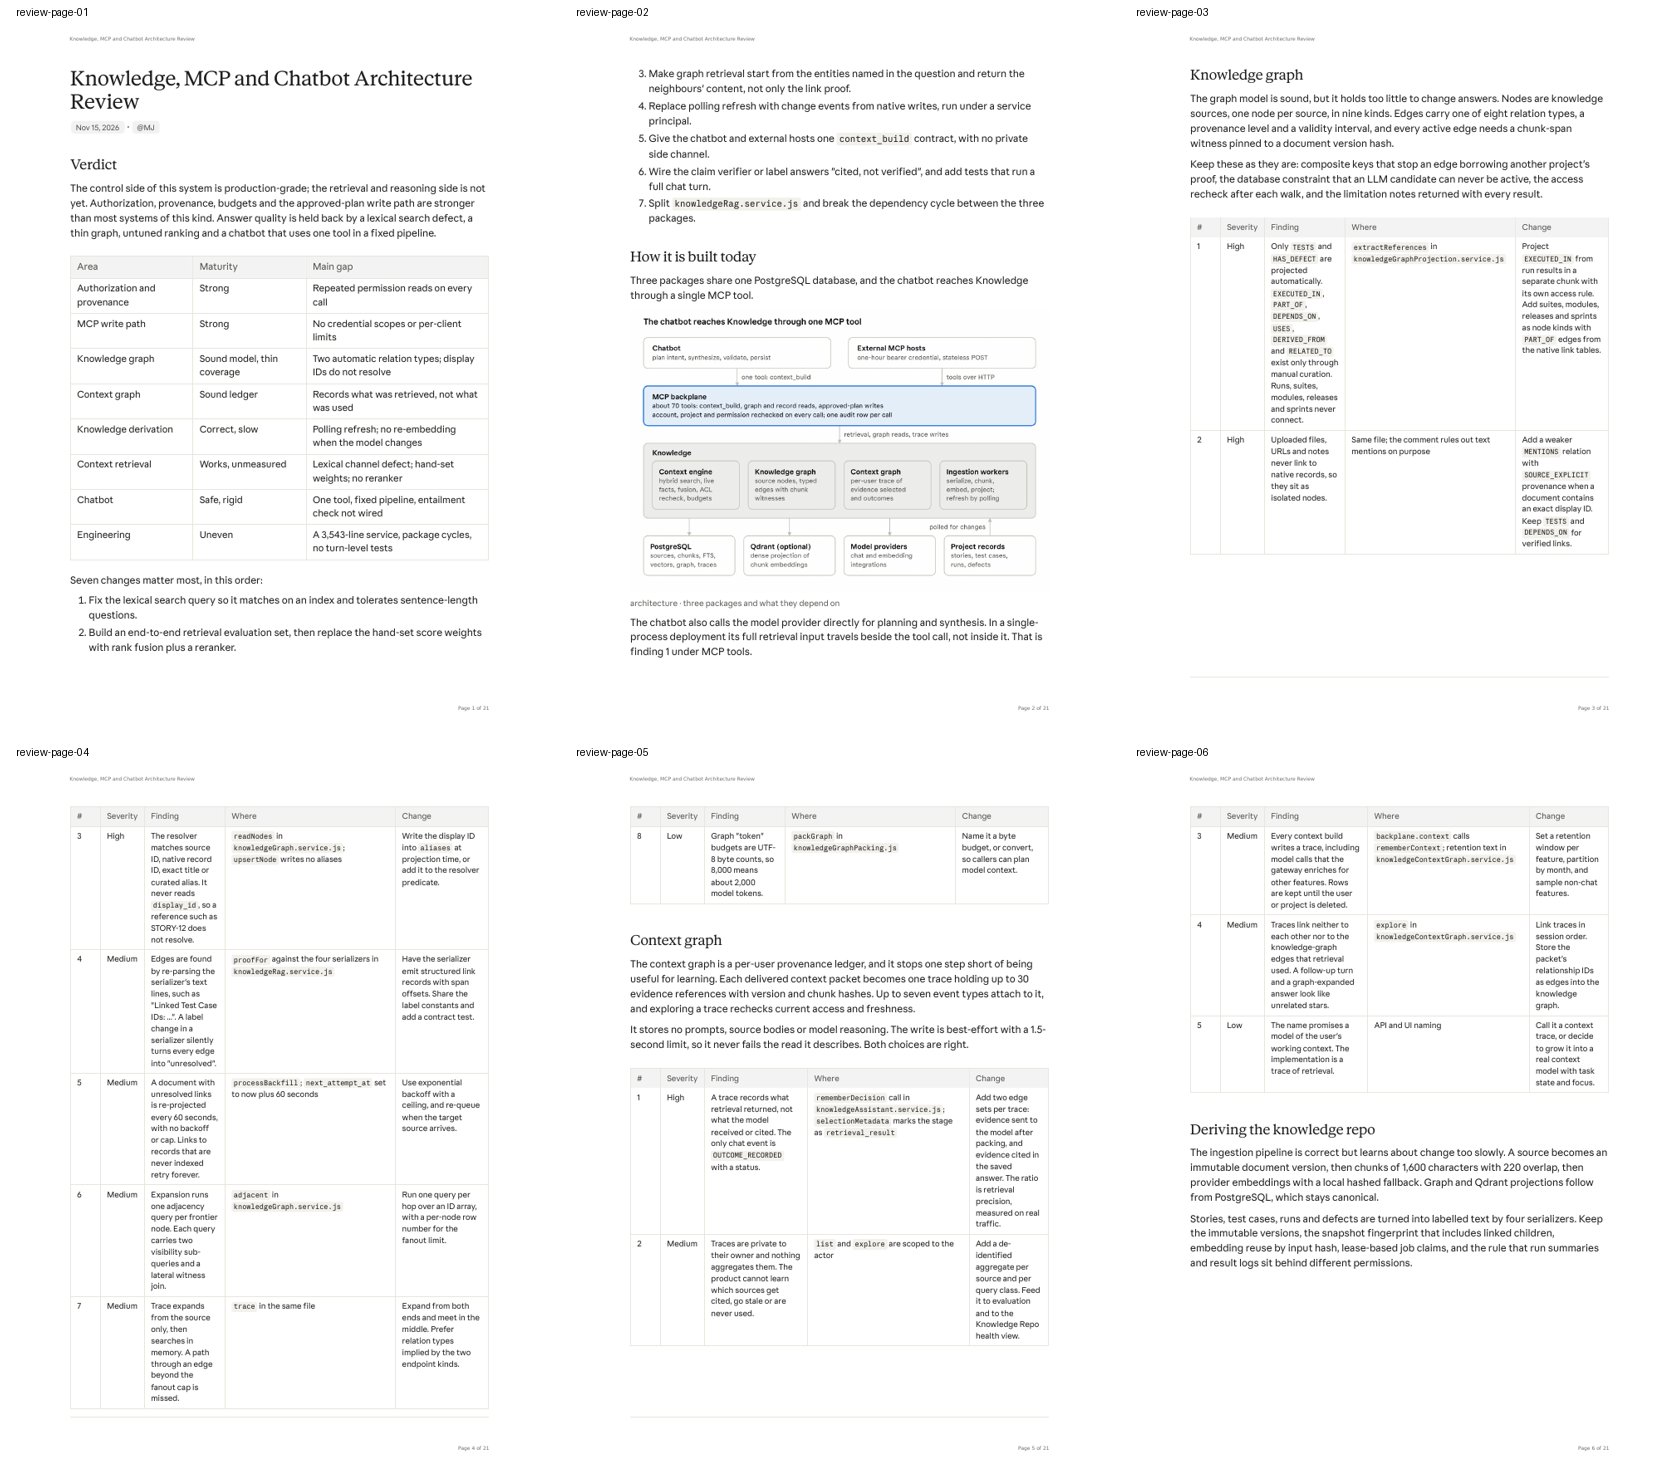 review-page-01
Knowledge, MCP and Chatbot Architecture Review
Knowledge, MCP and Chatbot Architecture
Review
Nov 15, 2026 • @MJ
Verdict
The control side of this system is production-grade; the retrieval and reasoning side is not
yet. Authorization, provenance, budgets and the approved-plan write path are stronger
than most systems of this kind. Answer quality is held back by a lexical search defect, a
thin graph, untuned ranking and a chatbot that uses one tool in a fixed pipeline.
Area Maturity Main gap
Authorization and provenance Strong Repeated permission reads on every call
MCP write path Strong No credential scopes or per-client limits
Knowledge graph Sound model, thin coverage Two automatic relation types; display IDs do not resolve
Context graph Sound ledger Records what was retrieved, not what was used
Knowledge derivation Correct, slow Polling refresh; no re-embedding when the model changes
Context retrieval Works, unmeasured Lexical channel defect; hand-set weights; no reranker
Chatbot Safe, rigid One tool, fixed pipeline, entailment check not wired
Engineering Uneven A 3,543-line service, package cycles, no turn-level tests
Seven changes matter most, in this order:
1. Fix the lexical search query so it matches on an index and tolerates sentence-length
questions.
2. Build an end-to-end retrieval evaluation set, then replace the hand-set score weights
with rank fusion plus a reranker.
Page 1 of 21
review-page-02
Knowledge, MCP and Chatbot Architecture Review
3. Make graph retrieval start from the entities named in the question and return the
neighbours' content, not only the link proof.
4. Replace polling refresh with change events from native writes, run under a service
principal.
5. Give the chatbot and external hosts one context_build contract, with no private
side channel.
6. Wire the claim verifier or label answers "cited, not verified", and add tests that run a
full chat turn.
7. Split knowledgeRag.service.js and break the dependency cycle between the three
packages.
How it is built today
Three packages share one PostgreSQL database, and the chatbot reaches Knowledge
through a single MCP tool.
The chatbot reaches Knowledge through one MCP tool
Chatbot
plan intent, synthesize, validate, persist
External MCP hosts
one-hour bearer credential, stateless POST
one tool: context_build
tools over HTTP
MCP backplane
about 70 tools: context_build, graph and record reads, approved-plan writes
account, project and permission rechecked on every call; one audit row per call
retrieval, graph reads, trace writes
Knowledge
Context engine
hybrid search, live
facts, fusion, ACL
recheck, budgets
Knowledge graph
source nodes, typed
edges with chunk
witnesses
Context graph
per-user trace of
evidence selected
and outcomes
Ingestion workers
serialize, chunk,
embed, project;
refresh by polling
polled for changes
PostgreSQL
sources, chunks, FTS,
vectors, graph, traces
Qdrant (optional)
dense projection of
chunk embeddings
Model providers
chat and embedding
integrations
Project records
stories, test cases,
runs, defects
architecture · three packages and what they depend on
The chatbot also calls the model provider directly for planning and synthesis. In a single-
process deployment its full retrieval input travels beside the tool call, not inside it. That is
finding 1 under MCP tools.
Page 2 of 21
review-page-03
Knowledge, MCP and Chatbot Architecture Review
Knowledge graph
The graph model is sound, but it holds too little to change answers. Nodes are knowledge
sources, one node per source, in nine kinds. Edges carry one of eight relation types, a
provenance level and a validity interval, and every active edge needs a chunk-span
witness pinned to a document version hash.
Keep these as they are: composite keys that stop an edge borrowing another project's
proof, the database constraint that an LLM candidate can never be active, the access
recheck after each walk, and the limitation notes returned with every result.
# Severity Finding Where Change
1 High
Only TESTS and
HAS_DEFECT are
projected
automatically.
EXECUTED_IN,
PART_OF,
DEPENDS_ON,
USES,
DERIVED_FROM
and RELATED_TO
exist only through
manual curation.
Runs, suites,
modules, releases
and sprints never
connect.
extractReferences in
knowledgeGraphProjection.service.js
Project
EXECUTED_IN from
run results in a
separate chunk with
its own access rule.
Add suites, modules,
releases and sprints
as node kinds with
PART_OF edges from
the native link tables.
2 High
Uploaded files,
URLs and notes
never link to
native records, so
they sit as
isolated nodes.
Same file; the comment rules out text
mentions on purpose
Add a weaker
MENTIONS relation
with
SOURCE_EXPLICIT
provenance when a
document contains
an exact display ID.
Keep TESTS and
DEPENDS_ON for
verified links.
Page 3 of 21
review-page-04
Knowledge, MCP and Chatbot Architecture Review
# Severity Finding Where Change
3 High
The resolver
matches source
ID, native record
ID, exact title or
curated alias. It
never reads
display_id, so a
reference such as
STORY-12 does
not resolve.
readNodes in
knowledgeGraph.service.js;
upsertNode writes no aliases
Write the display ID
into aliases at
projection time, or
add it to the resolver
predicate.
4 Medium
Edges are found
by re-parsing the
serializer's text
lines, such as
"Linked Test Case
IDs: …". A label
change in a
serializer silently
turns every edge
into "unresolved".
proofFor against the four serializers in
knowledgeRag.service.js
Have the serializer
emit structured link
records with span
offsets. Share the
label constants and
add a contract test.
5 Medium
A document with
unresolved links
is re-projected
every 60 seconds,
with no backoff
or cap. Links to
records that are
never indexed
retry forever.
processBackfill; next_attempt_at set
to now plus 60 seconds
Use exponential
backoff with a
ceiling, and re-queue
when the target
source arrives.
6 Medium
Expansion runs
one adjacency
query per frontier
node. Each query
carries two
visibility sub-
queries and a
lateral witness
join.
adjacent in
knowledgeGraph.service.js
Run one query per
hop over an ID array,
with a per-node row
number for the
fanout limit.
7 Medium
Trace expands
from the source
only, then
searches in
memory. A path
through an edge
beyond the
fanout cap is
missed.
trace in the same file
Expand from both
ends and meet in the
middle. Prefer
relation types
implied by the two
endpoint kinds.
Page 4 of 21
review-page-05
Knowledge, MCP and Chatbot Architecture Review
# Severity Finding Where Change
8 Low
Graph "token"
budgets are UTF-
8 byte counts, so
8,000 means
about 2,000
model tokens.
packGraph in
knowledgeGraphPacking.js
Name it a byte
budget, or convert,
so callers can plan
model context.
Context graph
The context graph is a per-user provenance ledger, and it stops one step short of being
useful for learning. Each delivered context packet becomes one trace holding up to 30
evidence references with version and chunk hashes. Up to seven event types attach to it,
and exploring a trace rechecks current access and freshness.
It stores no prompts, source bodies or model reasoning. The write is best-effort with a 1.5-
second limit, so it never fails the read it describes. Both choices are right.
# Severity Finding Where Change
1 High
A trace records what
retrieval returned, not
what the model
received or cited. The
only chat event is
OUTCOME_RECORDED
with a status.
rememberDecision call in
knowledgeAssistant.service.js;
selectionMetadata marks the stage
as retrieval_result
Add two edge
sets per trace:
evidence sent to
the model after
packing, and
evidence cited in
the saved
answer. The ratio
is retrieval
precision,
measured on real
traffic.
2 Medium
Traces are private to
their owner and nothing
aggregates them. The
product cannot learn
which sources get
cited, go stale or are
never used.
list and explore are scoped to the
actor
Add a de-
identified
aggregate per
source and per
query class. Feed
it to evaluation
and to the
Knowledge Repo
health view.
Page 5 of 21
review-page-06
Knowledge, MCP and Chatbot Architecture Review
# Severity Finding Where Change
3 Medium
Every context build
writes a trace, including
model calls that the
gateway enriches for
other features. Rows
are kept until the user
or project is deleted.
backplane.context calls
rememberContext; retention text in
knowledgeContextGraph.service.js
Set a retention
window per
feature, partition
by month, and
sample non-chat
features.
4 Medium
Traces link neither to
each other nor to the
knowledge-graph
edges that retrieval
used. A follow-up turn
and a graph-expanded
answer look like
unrelated stars.
explore in
knowledgeContextGraph.service.js
Link traces in
session order.
Store the
packet's
relationship IDs
as edges into the
knowledge
graph.
5 Low
The name promises a
model of the user's
working context. The
implementation is a
trace of retrieval.
API and UI naming
Call it a context
trace, or decide
to grow it into a
real context
model with task
state and focus.
Deriving the knowledge repo
The ingestion pipeline is correct but learns about change too slowly. A source becomes an
immutable document version, then chunks of 1,600 characters with 220 overlap, then
provider embeddings with a local hashed fallback. Graph and Qdrant projections follow
from PostgreSQL, which stays canonical.
Stories, test cases, runs and defects are turned into labelled text by four serializers. Keep
the immutable versions, the snapshot fingerprint that includes linked children,
embedding reuse by input hash, lease-based job claims, and the rule that run summaries
and result logs sit behind different permissions.
Page 6 of 21